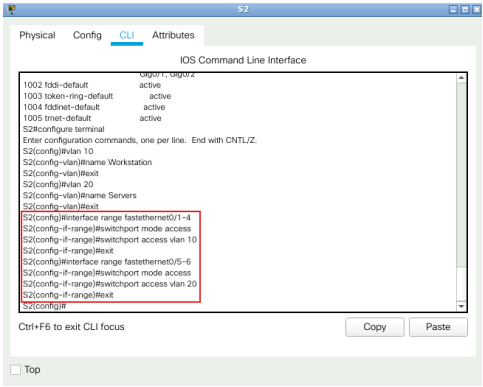 S2
Physical Config CLI Attributes
IOS Command Line Interface
Gig0/1, Gig0/2
1002 fddi-default active
1003 token-ring-default active
1004 fddinet-default active
1005 trnet-default active
S2#configure terminal
Enter configuration commands, one per line. End with CNTL/Z.
S2(config)#vlan 10
S2(config-vlan)#name Workstation
S2(config-vlan)#exit
S2(config)#vlan 20
S2(config-vlan)#name Servers
S2(config-vlan)#exit
S2(config)#interface range fastethernet0/1-4
S2(config-if-range)#switchport mode access
S2(config-if-range)#switchport access vlan 10
S2(config-if-range)#exit
S2(config)#interface range fastethernet0/5-6
S2(config-if-range)#switchport mode access
S2(config-if-range)#switchport access vlan 20
S2(config-if-range)#exit
S2(config)#
Ctrl+F6 to exit CLI focus
Copy Paste
Top